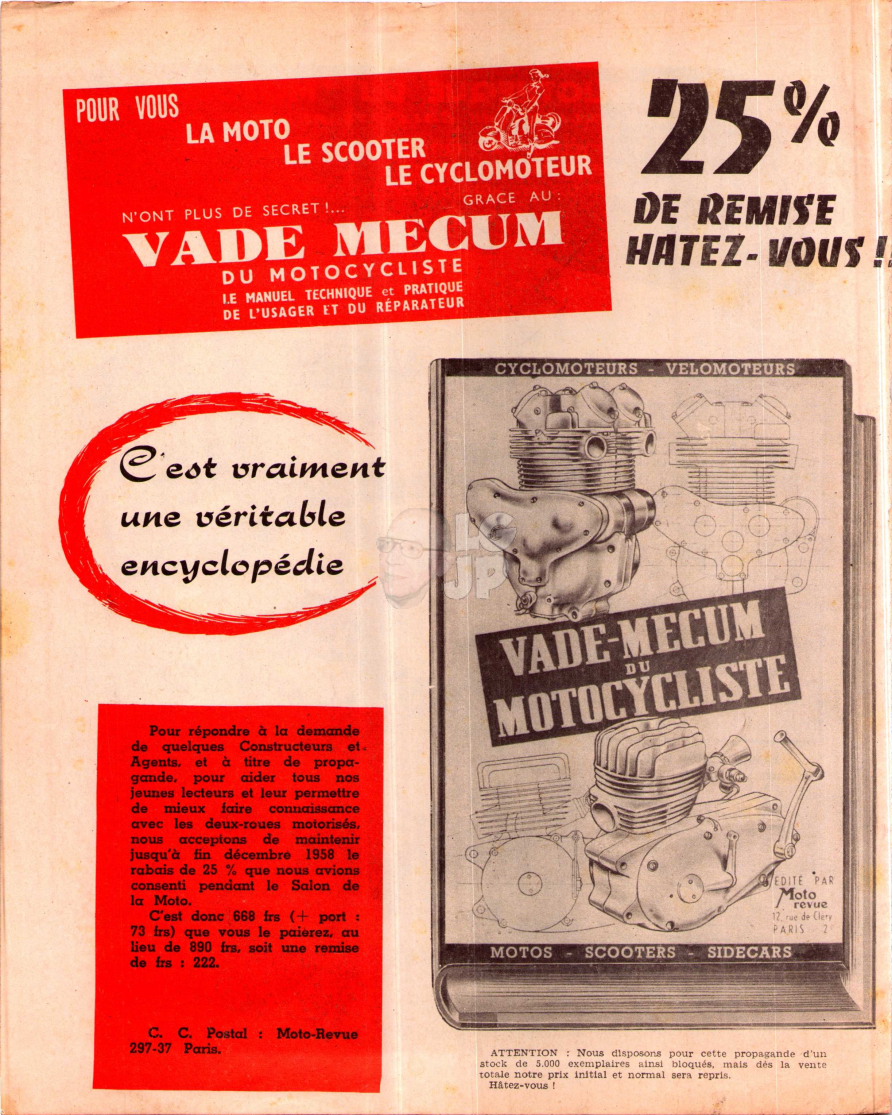 POUR VOUS
LA MOTO
LE SCOOTER
LE CYCLOMOTEUR
N'ONT PLUS DE SECRET !...
GRACE AU :
VADE MECUM
DU MOTOCYCLISTE
LE MANUEL TECHNIQUE et PRATIQUE
DE L'USAGER ET DU RÉPARATEUR
25%
DE REMISE
HATEZ-VOUS !!
C'est vraiment
une véritable
encyclopédie
LC
JP
CYCLOMOTEURS - VELOMOTEURS
VADE-MECUM
DU
MOTOCYCLISTE
EDITÉ PAR
Moto
revue
12, rue de Cléry
PARIS - 2
MOTOS - SCOOTERS - SIDECARS
Pour répondre à la demande
de quelques Constructeurs et
Agents, et à titre de propa-
gande, pour aider tous nos
jeunes lecteurs et leur permettre
de mieux faire connaissance
avec les deux-roues motorisés,
nous acceptons de maintenir
jusqu'à fin décembre 1958 le
rabais de 25 % que nous avions
consenti pendant le Salon de
la Moto.
C'est donc 668 frs (+ port :
73 frs) que vous le paierez, au
lieu de 890 frs, soit une remise
de frs : 222.
C. C. Postal : Moto-Revue
297-37 Paris.
ATTENTION : Nous disposons pour cette propagande d'un
stock de 5.000 exemplaires ainsi bloqués, mais dés la vente
totale notre prix initial et normal sera repris.
Hâtez-vous !